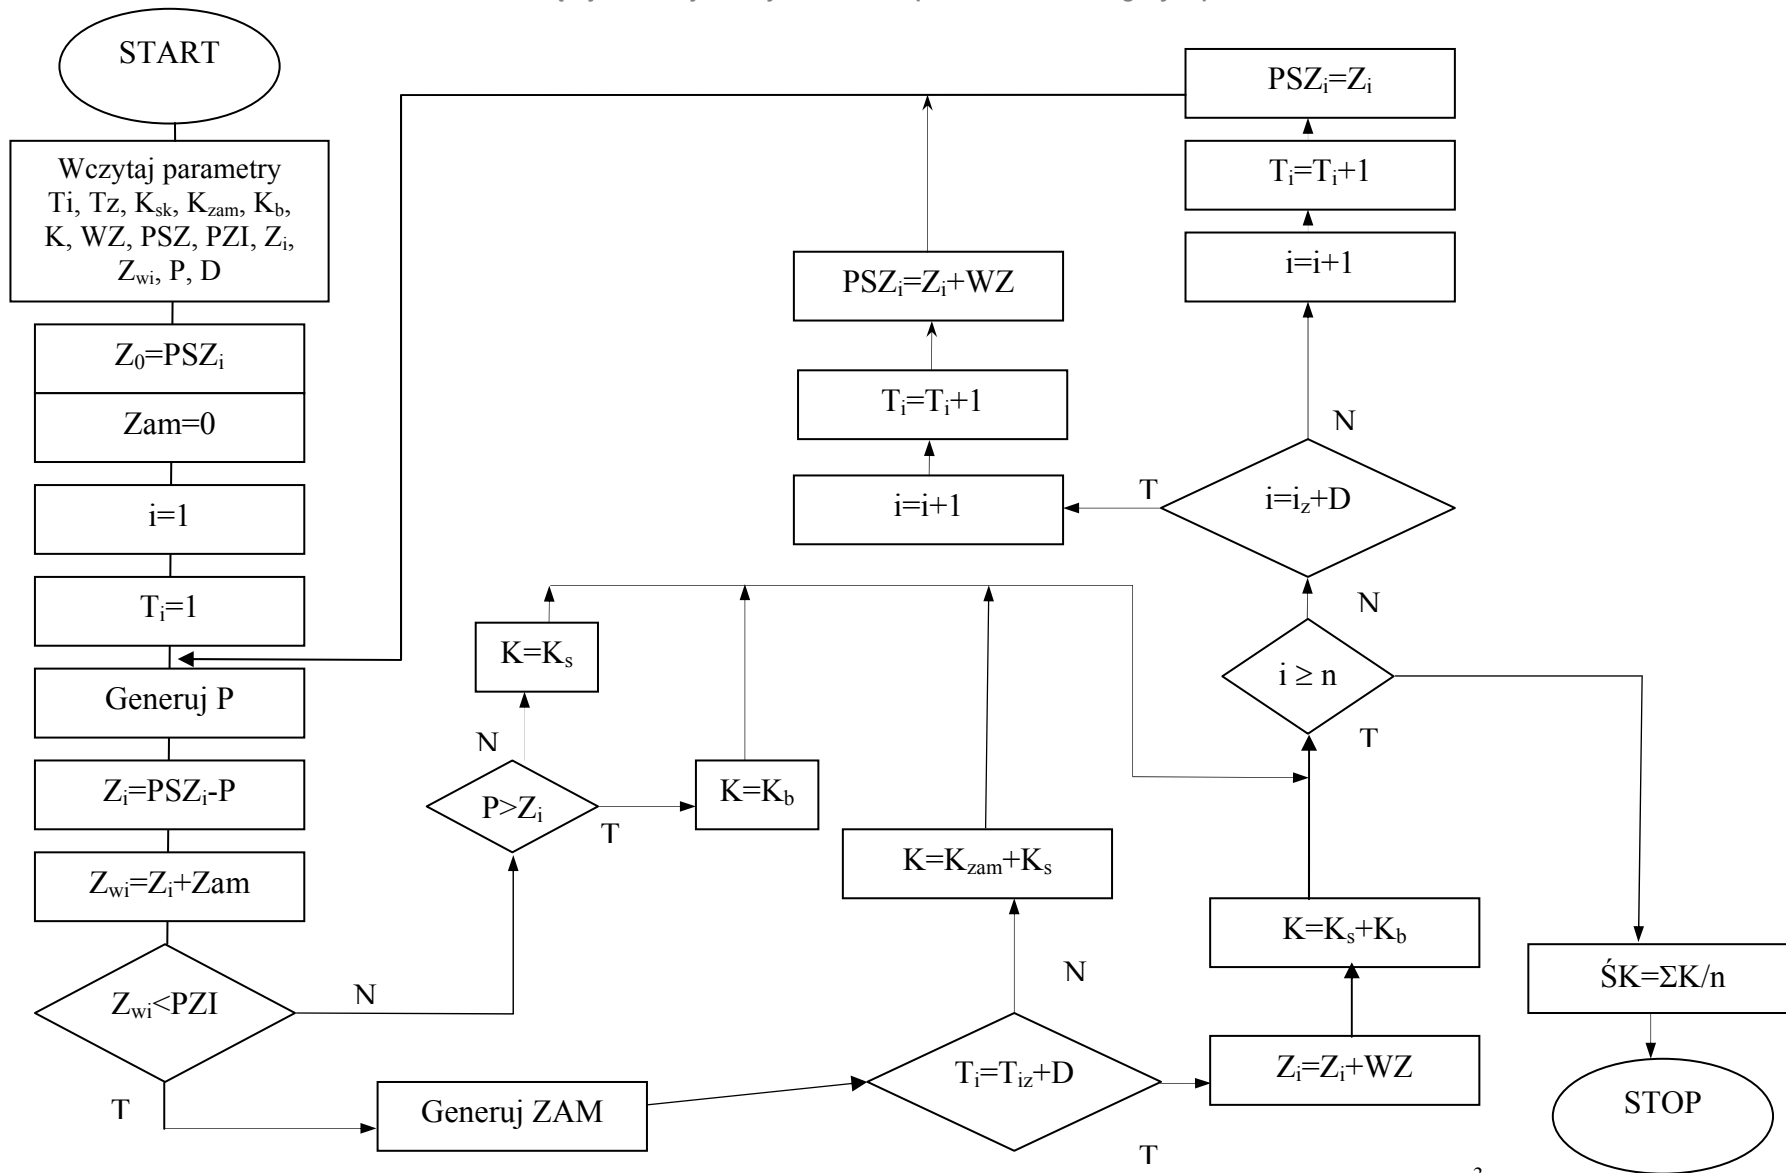 START
Wczytaj parametry
Ti, Tz, Ksk, Kzam, Kb,
K, WZ, PSZ, PZI, Zi,
Zwi, P, D
Z0=PSZi
Zam=0
i=1
Ti=1
Generuj P
Zi=PSZi-P
Zwi=Zi+Zam
Zwi<PZI
N
T
Generuj ZAM
P>Zi
N
T
K=Ks
K=Kb
Ti=Tiz+D
N
T
K=Kzam+Ks
Zi=Zi+WZ
K=Ks+Kb
i ≥ n
N
T
i=iz+D
T
N
i=i+1
Ti=Ti+1
PSZi=Zi+WZ
i=i+1
Ti=Ti+1
PSZi=Zi
ŚK=ΣK/n
STOP